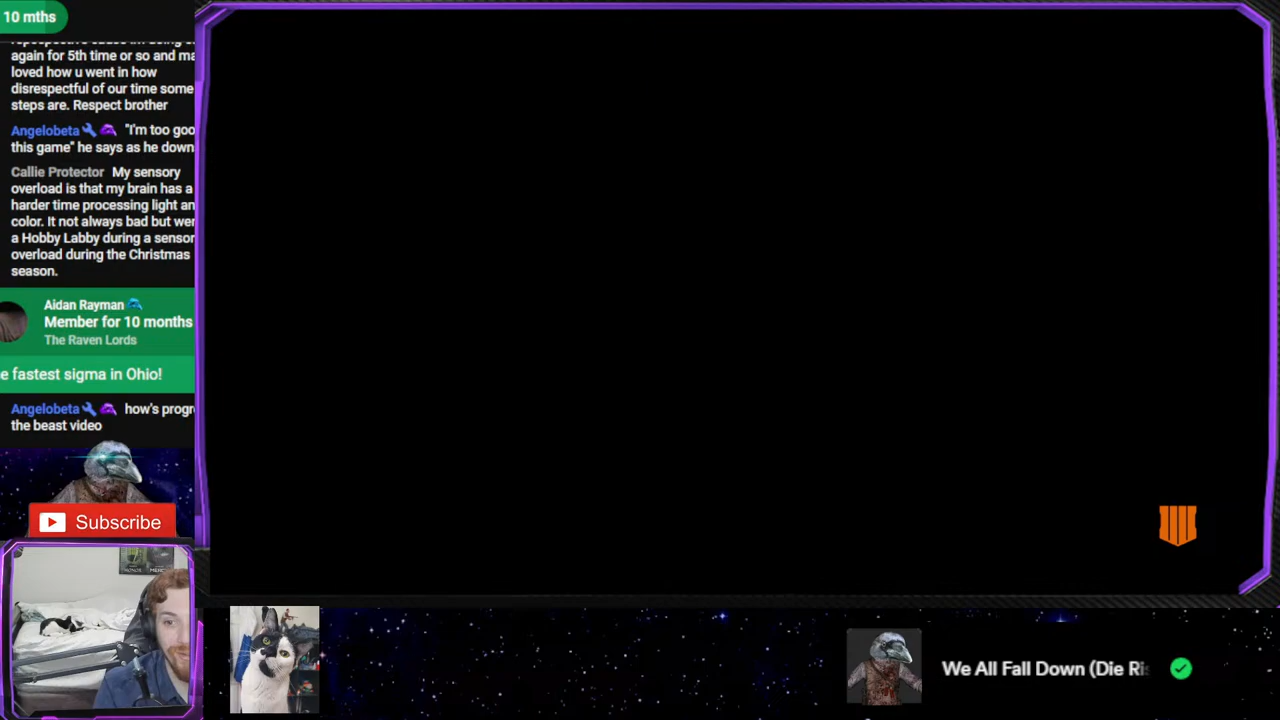 10 mths
again for 5th time or so and ma
loved how u went in how
disrespectful of our time some
steps are. Respect brother
Angelobeta "I'm too goo
this game" he says as he down
Callie Protector My sensory
overload is that my brain has a
harder time processing light an
color. It not always bad but wen
a Hobby Labby during a sensor
overload during the Christmas
season.
Aidan Rayman
Member for 10 months
The Raven Lords
e fastest sigma in Ohio!
Angelobeta how's progr
the beast video
Subscribe
We All Fall Down (Die Ris